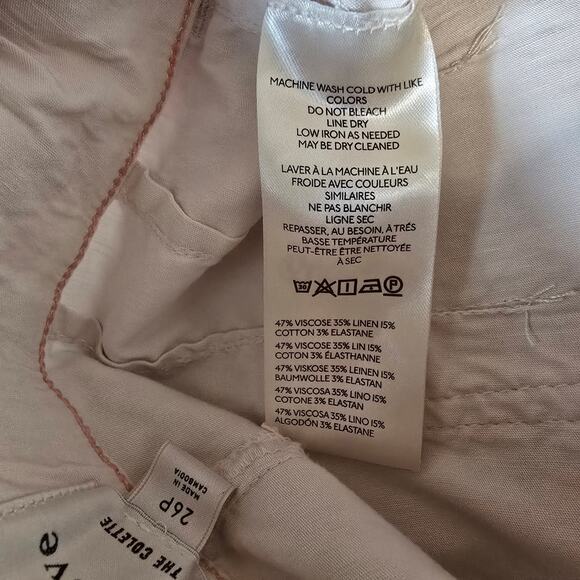 MACHINE WASH COLD WITH LIKE
COLORS
DO NOT BLEACH
LINE DRY
LOW IRON AS NEEDED
MAY BE DRY CLEANED
LAVER À LA MACHINE À L'EAU
FROIDE AVEC COULEURS
SIMILAIRES
NE PAS BLANCHIR
LIGNE SEC
REPASSER, AU BESOIN, À TRÉS
BASSE TEMPÉRATURE
PEUT-ÊTRE ÊTRE NETTOYÉE
À SEC
30
P
47% VISCOSE 35% LINEN 15%
COTTON 3% ELASTANE
47% VISCOSE 35% LIN 15%
COTON 3% ÉLASTHANNE
47% VISKOSE 35% LEINEN 15%
BAUMWOLLE 3% ELASTAN
47% VISCOSA 35% LINO 15%
COTONE 3% ELASTAN
47% VISCOSA 35% LINO 15%
ALGODÓN 3% ELASTANE
26P
MADE IN
CAMBODIA
THE COLETTE